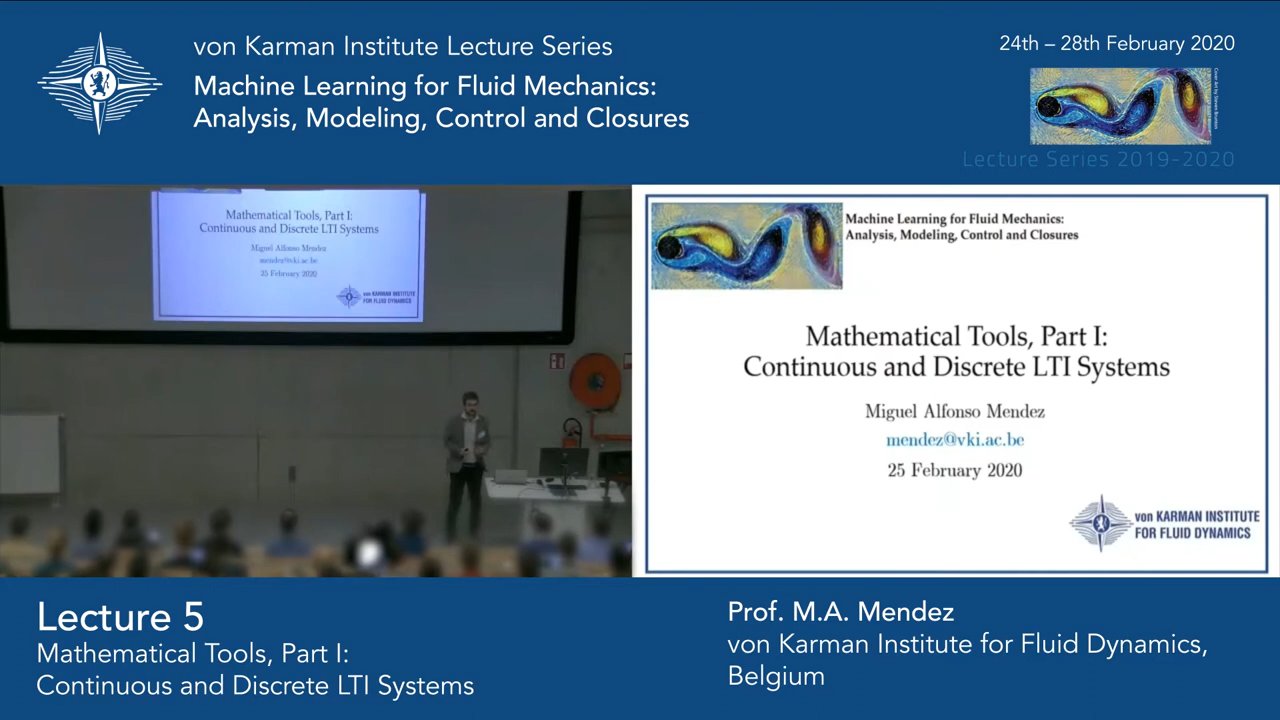 von Karman Institute Lecture Series
Machine Learning for Fluid Mechanics:
Analysis, Modeling, Control and Closures
24th – 28th February 2020
Lecture Series 2019-2020
Mathematical Tools, Part I:
Continuous and Discrete LTI Systems
Miguel Alfonso Mendez
mendez@vki.ac.be
25 February 2020
von KARMAN INSTITUTE
FOR FLUID DYNAMICS
Machine Learning for Fluid Mechanics:
Analysis, Modeling, Control and Closures
Mathematical Tools, Part I:
Continuous and Discrete LTI Systems
Miguel Alfonso Mendez
mendez@vki.ac.be
25 February 2020
von KARMAN INSTITUTE
FOR FLUID DYNAMICS
Lecture 5
Mathematical Tools, Part I:
Continuous and Discrete LTI Systems
Prof. M.A. Mendez
von Karman Institute for Fluid Dynamics,
Belgium